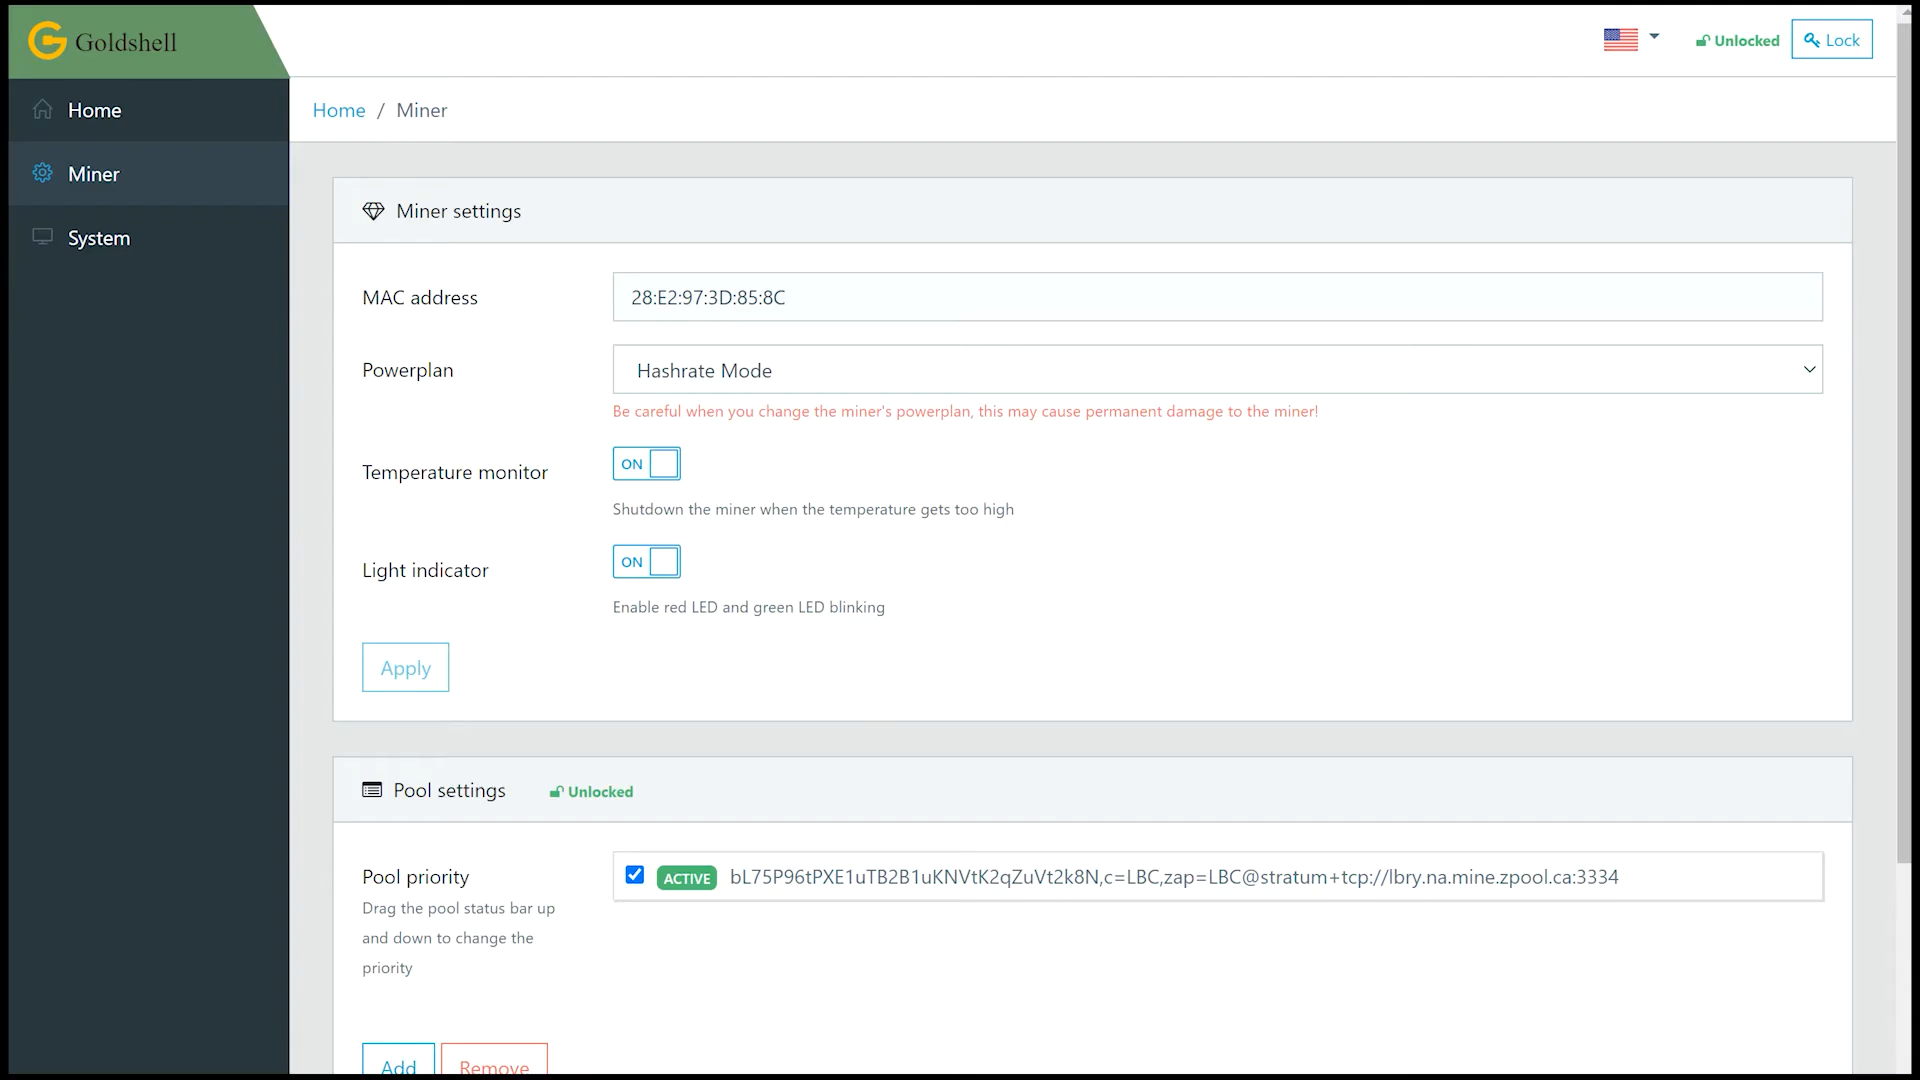 Goldshell
Unlocked
Lock
Home
Miner
System
Home / Miner
Miner settings
MAC address
28:E2:97:3D:85:8C
Powerplan
Hashrate Mode
Be careful when you change the miner's powerplan, this may cause permanent damage to the miner!
Temperature monitor
ON
Shutdown the miner when the temperature gets too high
Light indicator
ON
Enable red LED and green LED blinking
Apply
Pool settings
Unlocked
Pool priority
Drag the pool status bar up
and down to change the
priority
ACTIVE bL75P96tPXE1uTB2B1uKNVtK2qZuVt2k8N,c=LBC,zap=LBC@stratum+tcp://lbry.na.mine.zpool.ca:3334
Add
Remove